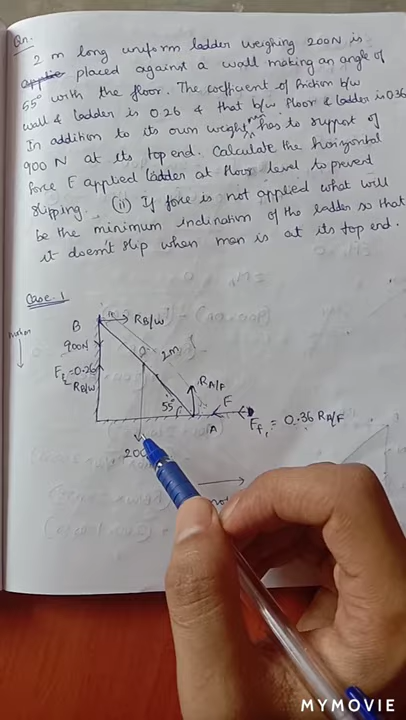 Qn.
2 m long uniform ladder weighing 200N is
placed against a wall making an angle of
55° with the floor. The coefficient of friction b/w
wall & ladder is 0.26 & that b/w floor & ladder is 0.36
In addition to its own weight, has to support
900 N at its top end. Calculate the horizontal
force F applied ladder at floor level to prevent
slipping. (ii) If force is not applied what will
be the minimum inclination of the ladder so that
it doesn't slip when man is at its top end.
Case. 1
B
RB/W
900N
2m
Ff2 = 0.26
RB/W
RA/F
55°
F
A
Ff1 = 0.36 RA/F
200
MYMOVIE